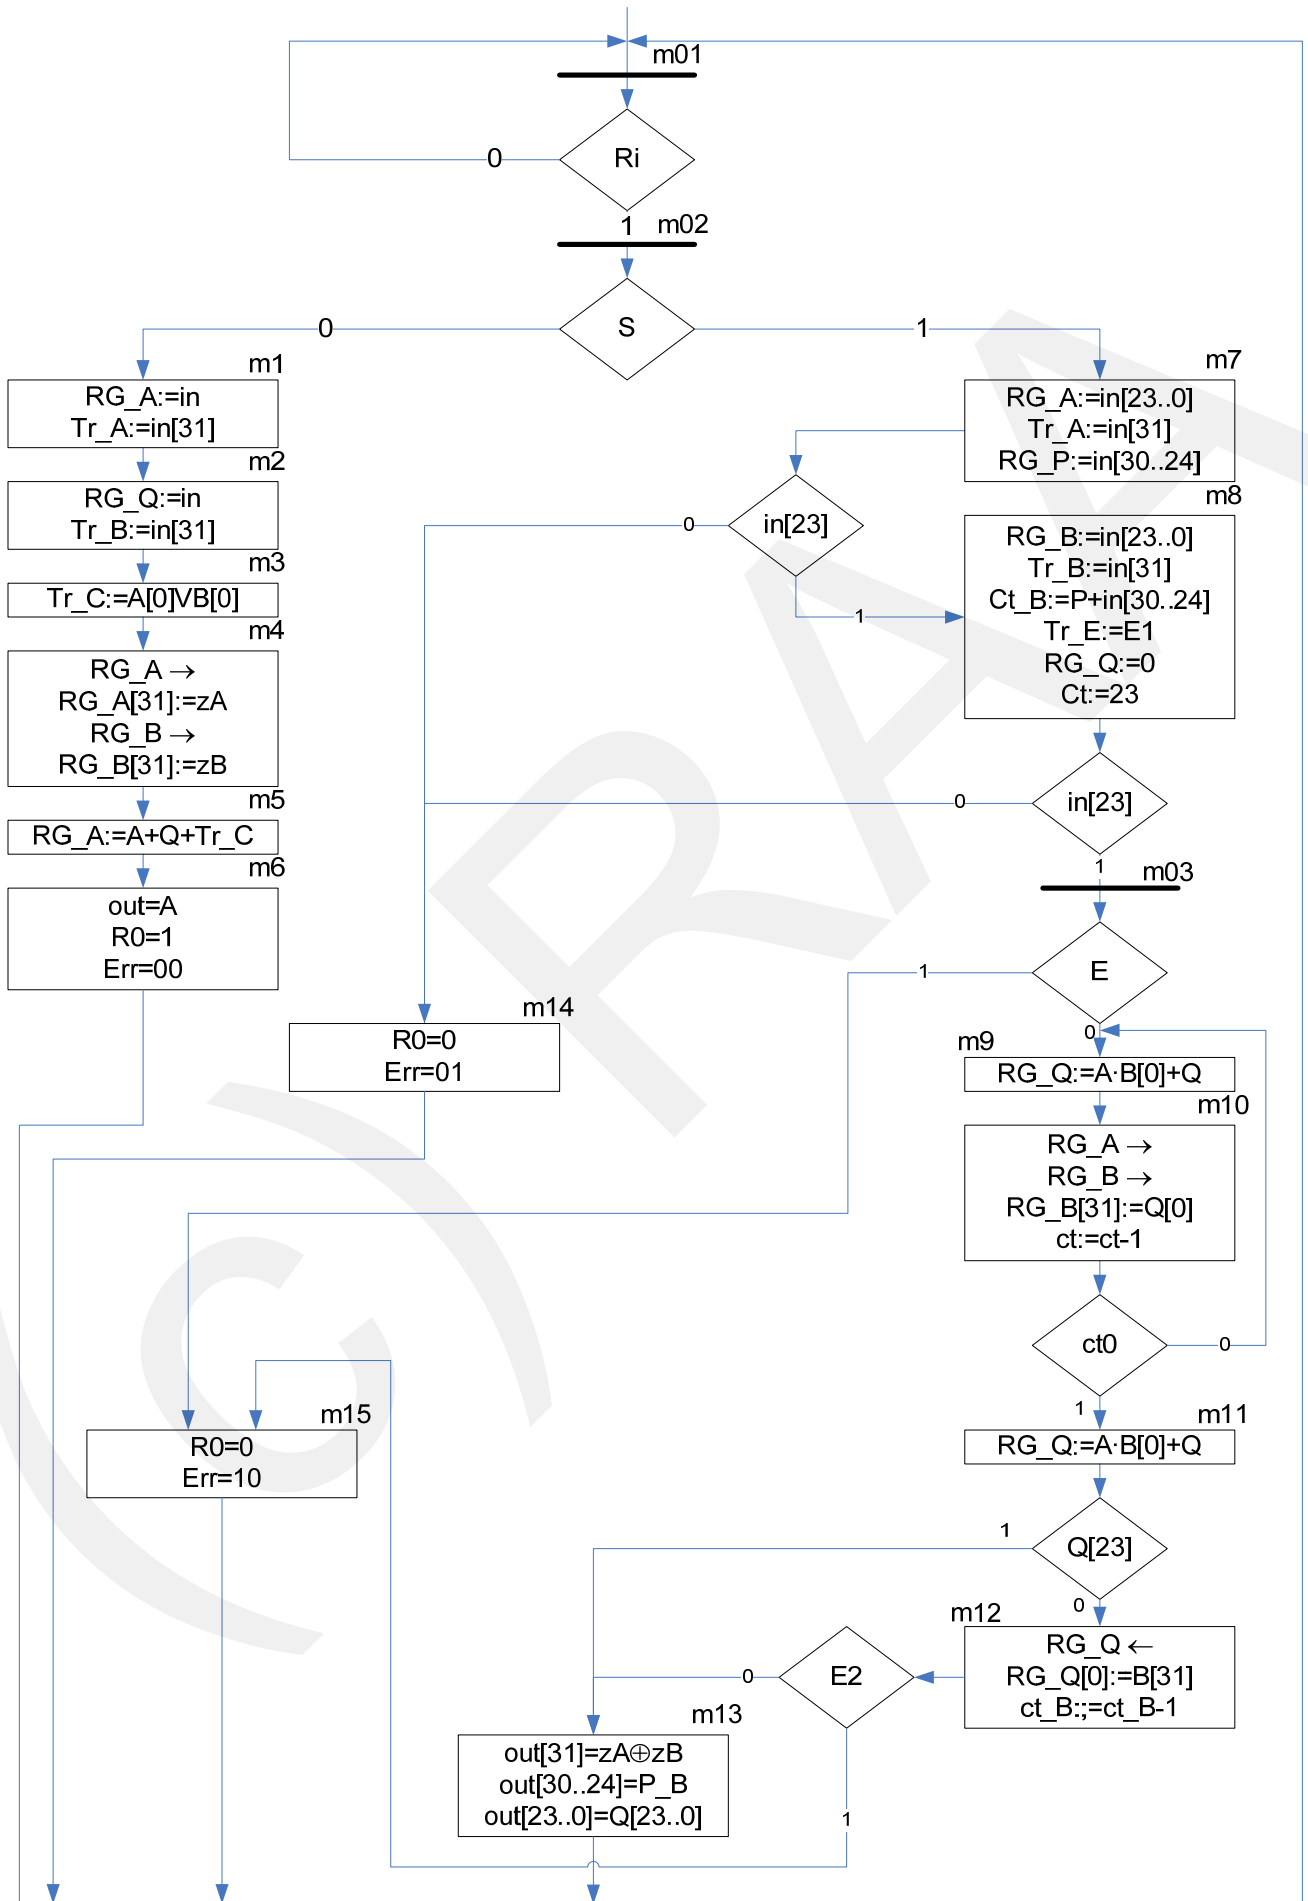 m01
Ri
0
1
m02
S
0
1
m1
RG_A:=in
Tr_A:=in[31]
m2
RG_Q:=in
Tr_B:=in[31]
m3
Tr_C:=A[0]VB[0]
m4
RG_A →
RG_A[31]:=zA
RG_B →
RG_B[31]:=zB
m5
RG_A:=A+Q+Tr_C
m6
out=A
R0=1
Err=00
m7
RG_A:=in[23..0]
Tr_A:=in[31]
RG_P:=in[30..24]
in[23]
0
1
m8
RG_B:=in[23..0]
Tr_B:=in[31]
Ct_B:=P+in[30..24]
Tr_E:=E1
RG_Q:=0
Ct:=23
in[23]
0
1
m03
E
1
0
m14
R0=0
Err=01
m9
RG_Q:=A·B[0]+Q
m10
RG_A →
RG_B →
RG_B[31]:=Q[0]
ct:=ct-1
ct0
0
1
m15
R0=0
Err=10
m11
RG_Q:=A·B[0]+Q
Q[23]
1
0
m12
RG_Q ←
RG_Q[0]:=B[31]
ct_B:;=ct_B-1
E2
0
1
m13
out[31]=zA⊕zB
out[30..24]=P_B
out[23..0]=Q[23..0]
(c) RAA